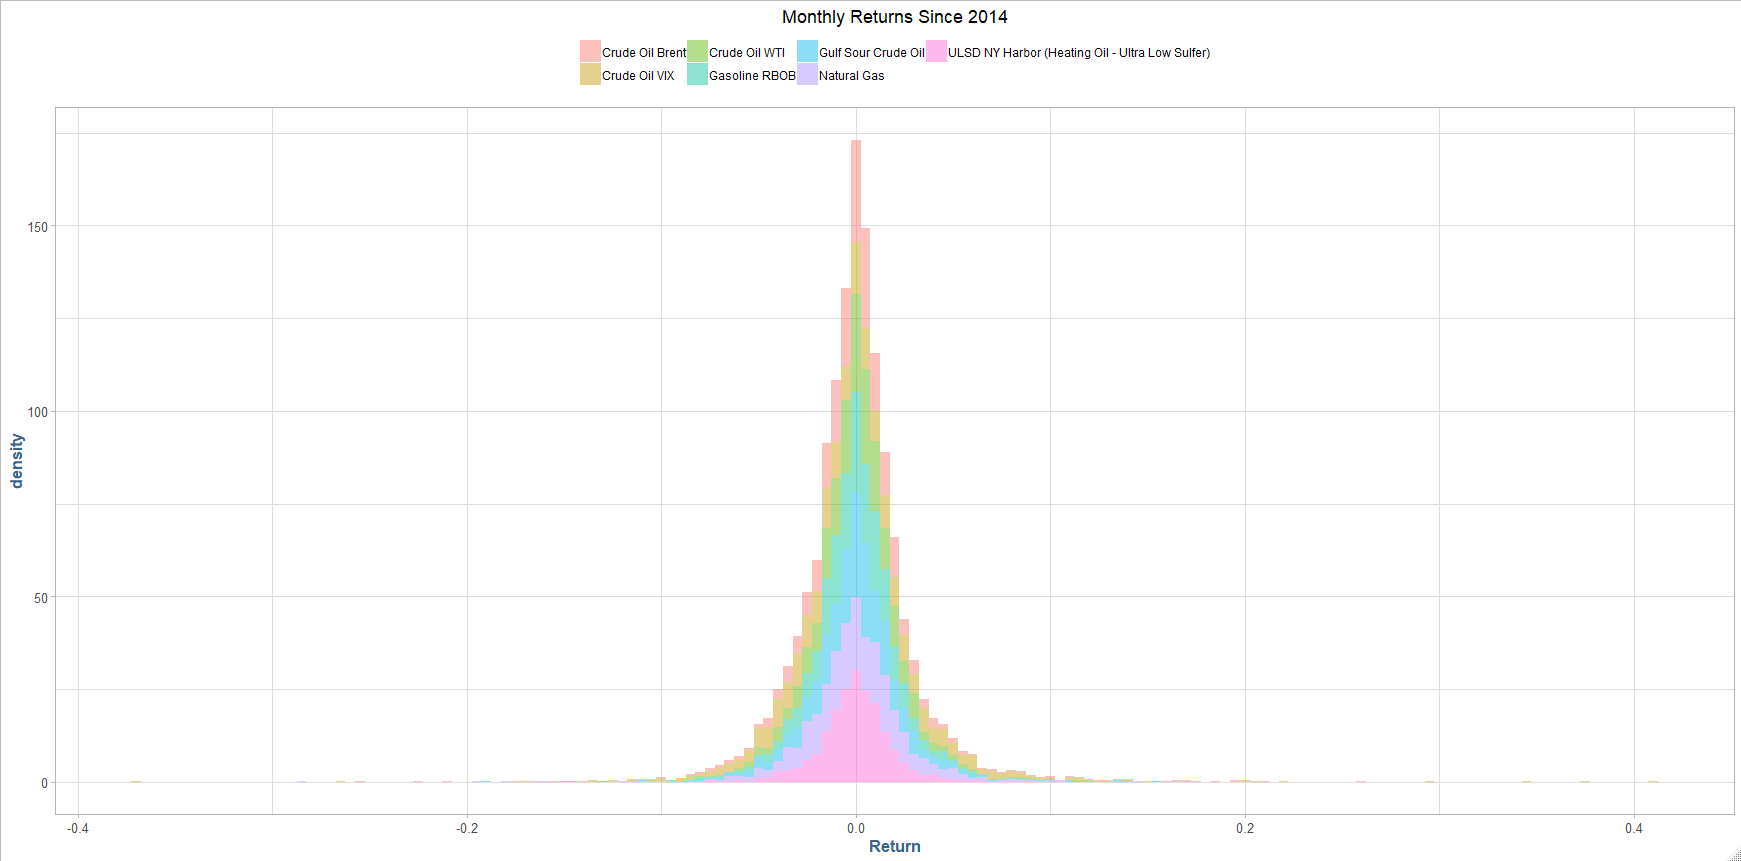 Monthly Returns Since 2014
Crude Oil Brent Crude Oil WTI Gulf Sour Crude Oil ULSD NY Harbor (Heating Oil - Ultra Low Sulfer)
Crude Oil VIX Gasoline RBOB Natural Gas
150
100
50
0
density
-0.4 -0.2 0.0 0.2 0.4
Return